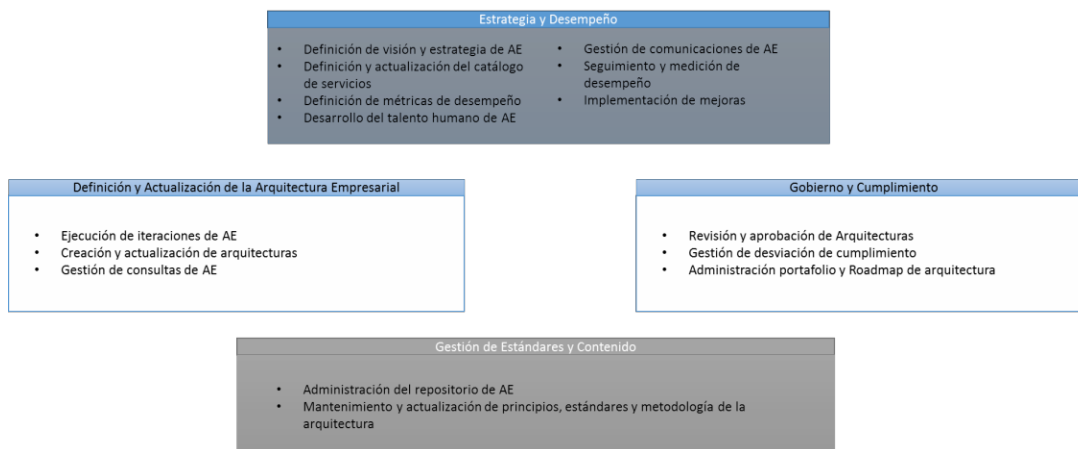 Estrategia y Desempeño
• Definición de visión y estrategia de AE
• Definición y actualización del catálogo
de servicios
• Definición de métricas de desempeño
• Desarrollo del talento humano de AE
• Gestión de comunicaciones de AE
• Seguimiento y medición de
desempeño
• Implementación de mejoras
Definición y Actualización de la Arquitectura Empresarial
• Ejecución de iteraciones de AE
• Creación y actualización de arquitecturas
• Gestión de consultas de AE
Gobierno y Cumplimiento
• Revisión y aprobación de Arquitecturas
• Gestión de desviación de cumplimiento
• Administración portafolio y Roadmap de arquitectura
Gestión de Estándares y Contenido
• Administración del repositorio de AE
• Mantenimiento y actualización de principios, estándares y metodología de la
arquitectura